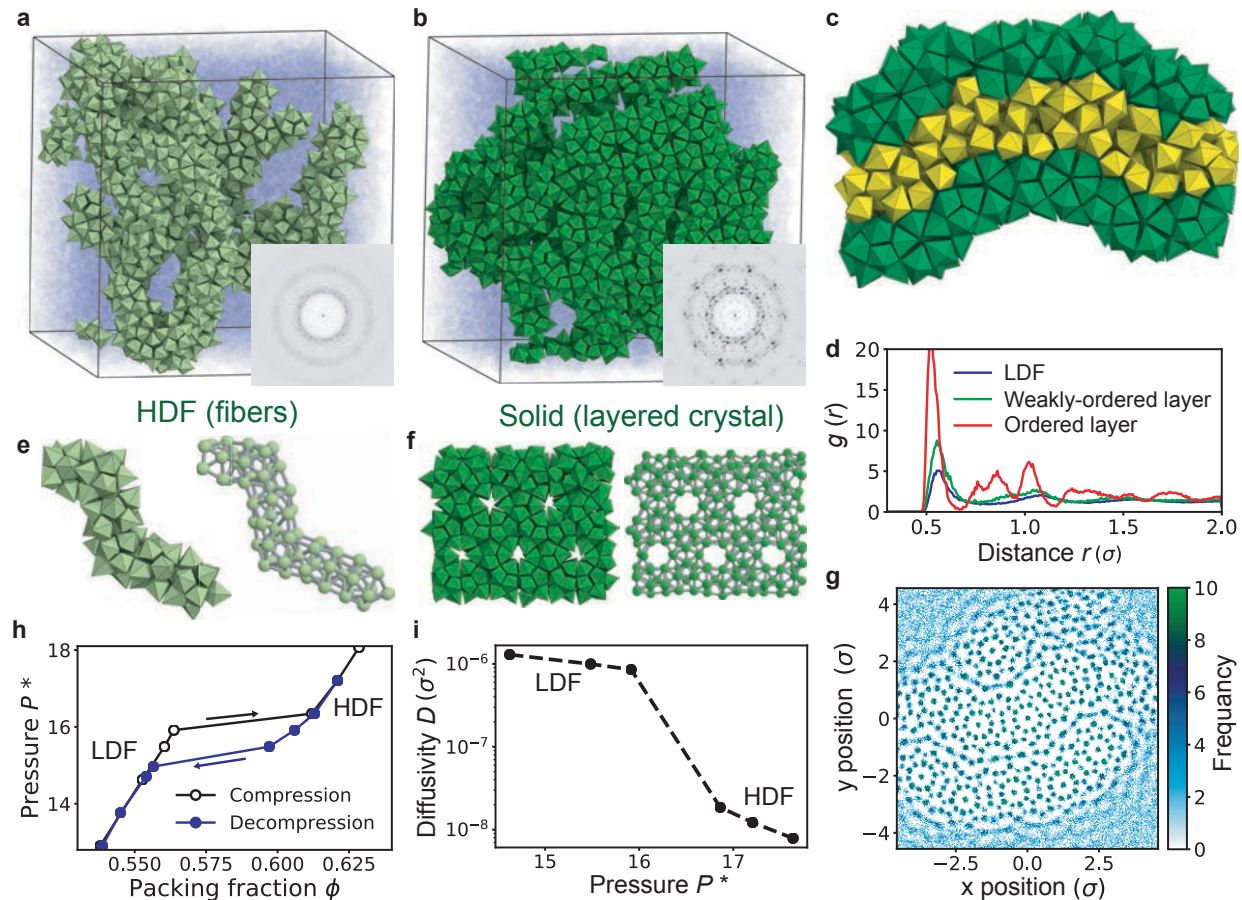 a
b
c
HDF (fibers)
Solid (layered crystal)
d
20
15
10
5
0
g (r)
LDF
Weakly-ordered layer
Ordered layer
0.5
1.0
1.5
2.0
Distance r (σ)
e
f
g
4
2
0
-2
-4
y position (σ)
-2.5
0.0
2.5
x position (σ)
10
8
6
4
2
0
Frequancy
h
18
16
14
Pressure P *
LDF
HDF
Compression
Decompression
0.550
0.575
0.600
0.625
Packing fraction ϕ
i
10⁻⁶
10⁻⁷
10⁻⁸
Diffusivity D (σ²)
LDF
HDF
15
16
17
Pressure P *